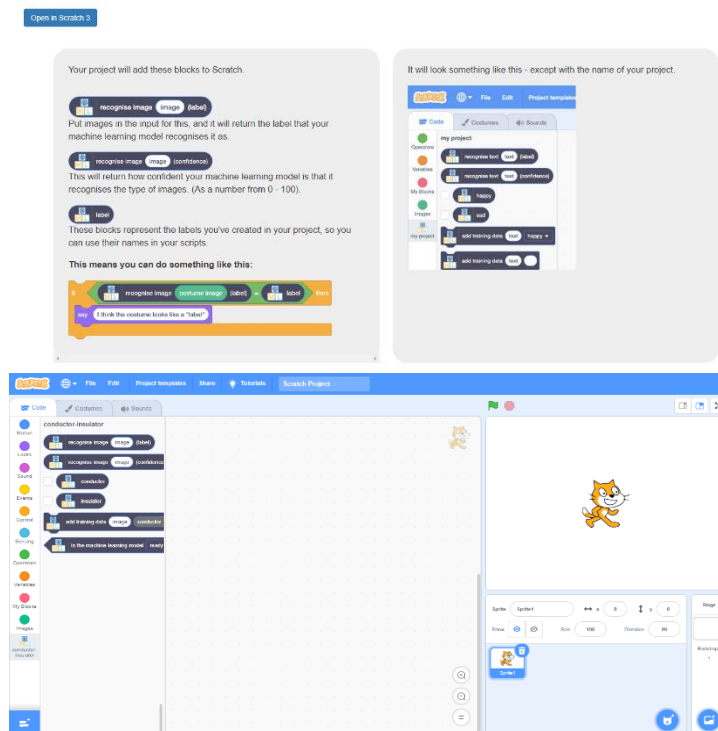 Open in Scratch 3
Your project will add these blocks to Scratch.
recognise image image (label)
Put images in the input for this, and it will return the label that your
machine learning model recognises it as.
recognise image image (confidence)
This will return how confident your machine learning model is that it
recognises the type of images. (As a number from 0 - 100).
label
These blocks represent the labels you've created in your project, so you
can use their names in your scripts.
This means you can do something like this:
if recognise image costume image (label) = label then
say I think the costume looks like a "label"
It will look something like this - except with the name of your project.
SCRATCH File Edit Project templates
Code Costumes Sounds
my project
Operators
recognise text text (label)
Variables
recognise text text (confidence)
My Blocks
happy
Images
sad
my project
add training data text happy
add training data text
SCRATCH File Edit Project templates Share Tutorials Scratch Project
Code Costumes Sounds
Motion
Looks
Sound
Events
Control
Sensing
Operators
Variables
My Blocks
Images
conductor-
insulator
conductor-insulator
recognise image image (label)
recognise image image (confidence
conductor
insulator
add training data image conductor
Is the machine learning model ready
Sprite Sprite1 x 0 y 0
Show Size 100 Direction 90
Sprite1
Stage
Backdrops
1